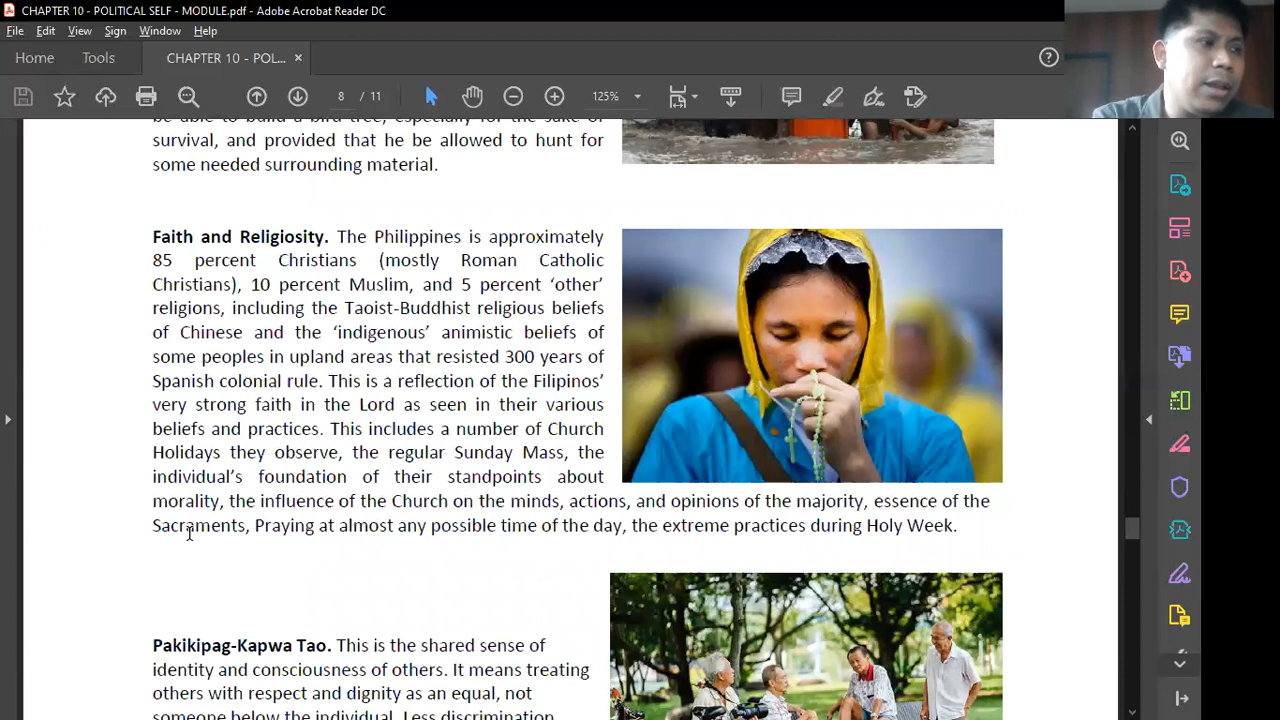 CHAPTER 10 - POLITICAL SELF - MODULE.pdf - Adobe Acrobat Reader DC
File Edit View Sign Window Help
Home Tools CHAPTER 10 - POL... ×
8 / 11 125%
survival, and provided that he be allowed to hunt for
some needed surrounding material.
Faith and Religiosity. The Philippines is approximately
85 percent Christians (mostly Roman Catholic
Christians), 10 percent Muslim, and 5 percent ‘other’
religions, including the Taoist-Buddhist religious beliefs
of Chinese and the ‘indigenous’ animistic beliefs of
some peoples in upland areas that resisted 300 years of
Spanish colonial rule. This is a reflection of the Filipinos’
very strong faith in the Lord as seen in their various
beliefs and practices. This includes a number of Church
Holidays they observe, the regular Sunday Mass, the
individual’s foundation of their standpoints about
morality, the influence of the Church on the minds, actions, and opinions of the majority, essence of the
Sacraments, Praying at almost any possible time of the day, the extreme practices during Holy Week.
Pakikipag-Kapwa Tao. This is the shared sense of
identity and consciousness of others. It means treating
others with respect and dignity as an equal, not
someone below the individual. Less discrimination